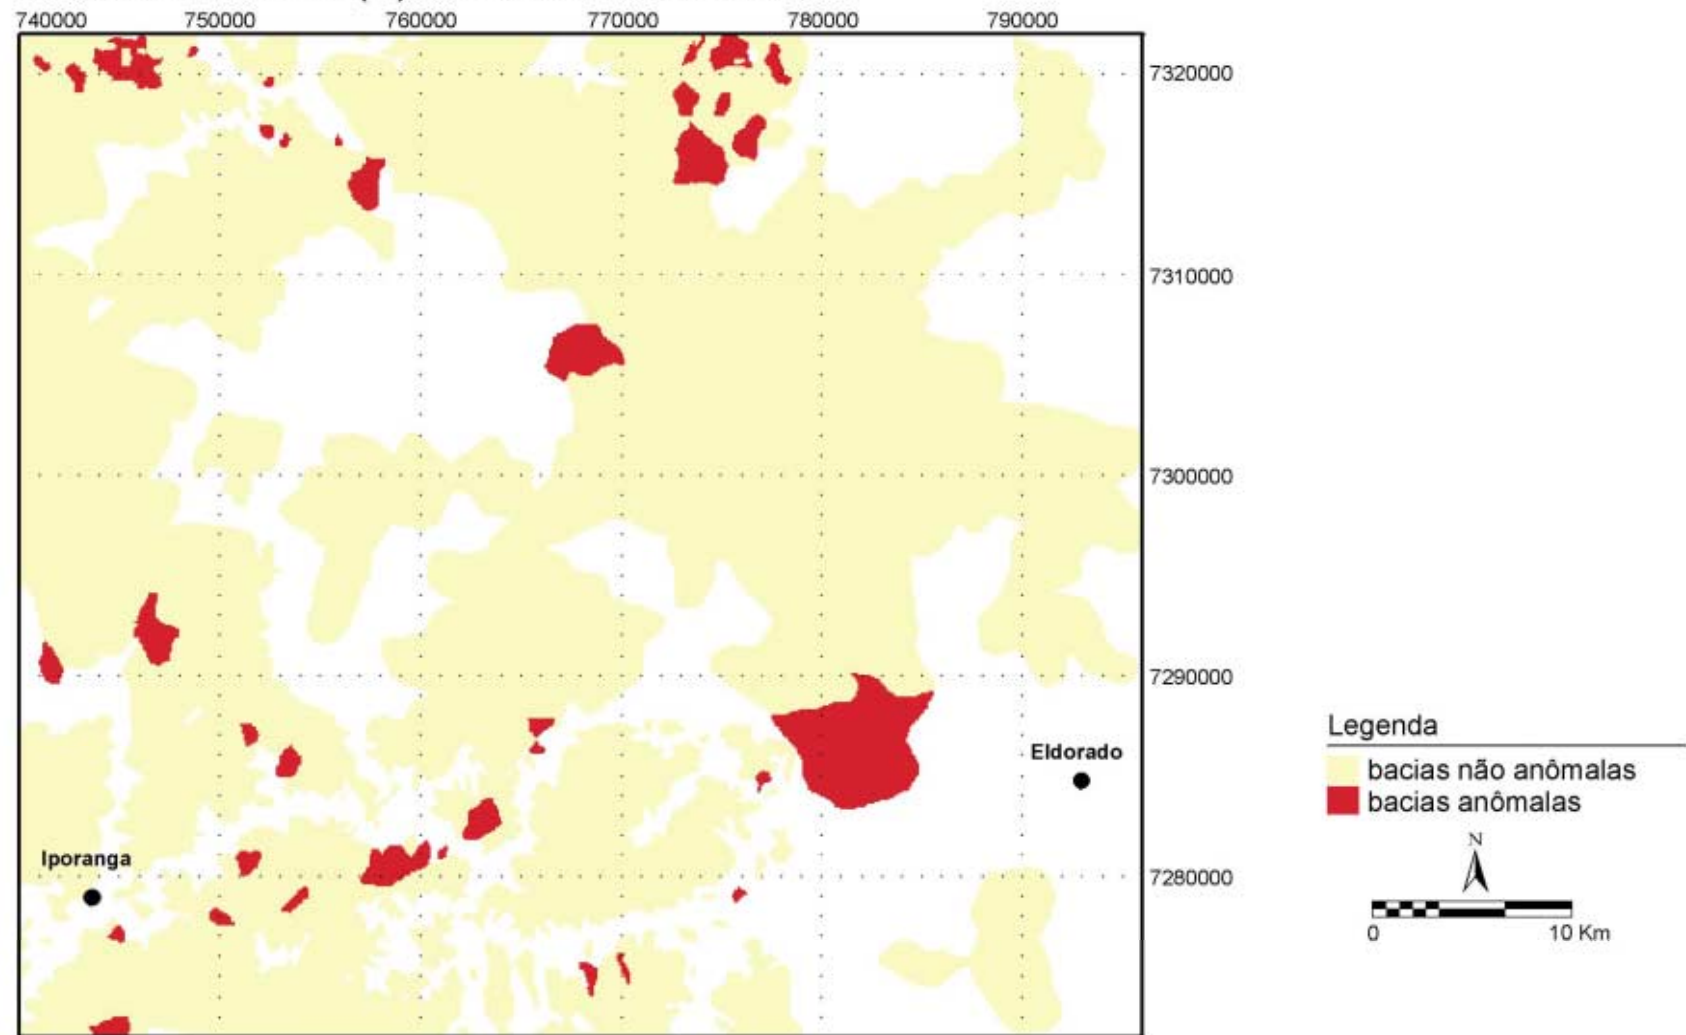 740000 750000 760000 770000 780000 790000
7320000
7310000
7300000
7290000
Eldorado
Iporanga
7280000
Legenda
bacias não anômalas
bacias anômalas
N
0 10 Km